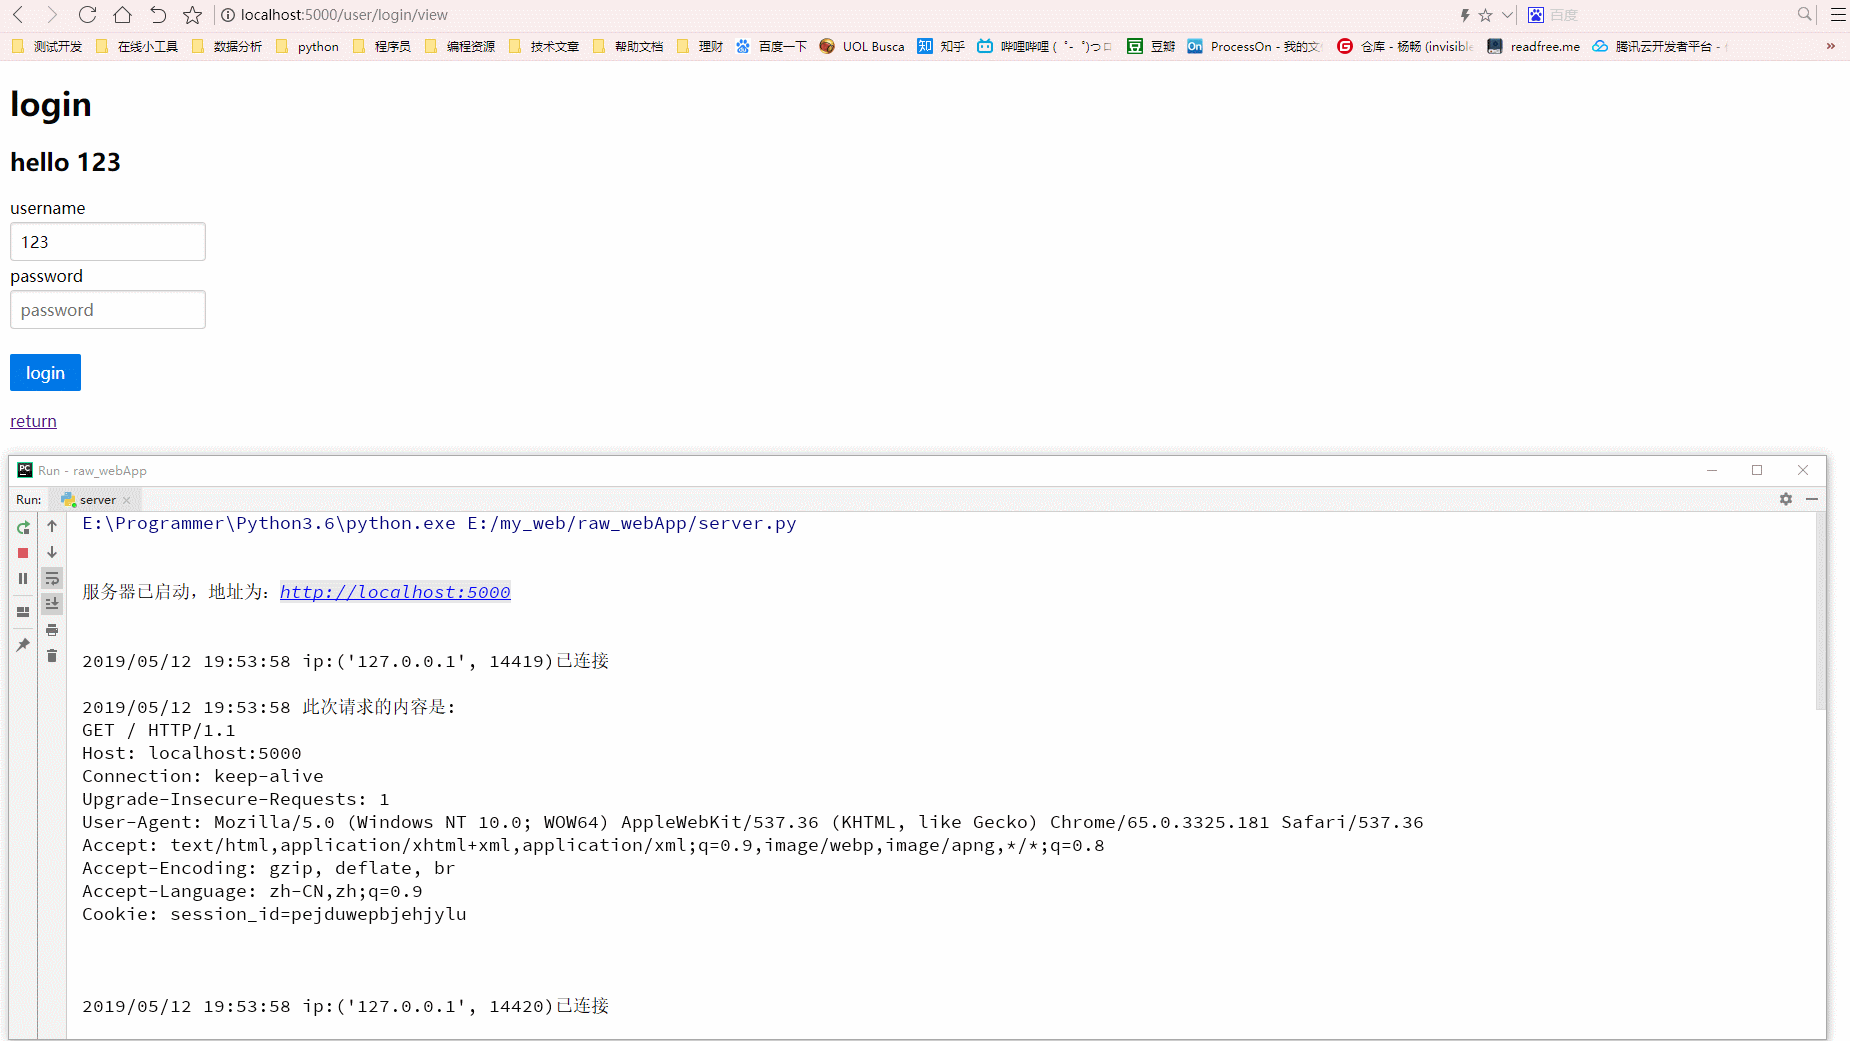 localhost:5000/user/login/view 百度
测试开发 在线小工具 数据分析 python 程序员 编程资源 技术文章 帮助文档 理财 百度一下 UOL Busca 知乎 哔哩哔哩 ( ゜- ゜)つロ 豆瓣 ProcessOn - 我的文 仓库 - 杨畅 (invisible readfree.me 腾讯云开发者平台 -
login
hello 123
username
123
password
password
login
return
Run - raw_webApp
Run: server
E:\Programmer\Python3.6\python.exe E:/my_web/raw_webApp/server.py
服务器已启动，地址为：http://localhost:5000
2019/05/12 19:53:58 ip:('127.0.0.1', 14419)已连接
2019/05/12 19:53:58 此次请求的内容是：
GET / HTTP/1.1
Host: localhost:5000
Connection: keep-alive
Upgrade-Insecure-Requests: 1
User-Agent: Mozilla/5.0 (Windows NT 10.0; WOW64) AppleWebKit/537.36 (KHTML, like Gecko) Chrome/65.0.3325.181 Safari/537.36
Accept: text/html,application/xhtml+xml,application/xml;q=0.9,image/webp,image/apng,*/*;q=0.8
Accept-Encoding: gzip, deflate, br
Accept-Language: zh-CN,zh;q=0.9
Cookie: session_id=pejduwepbjehjylu
2019/05/12 19:53:58 ip:('127.0.0.1', 14420)已连接